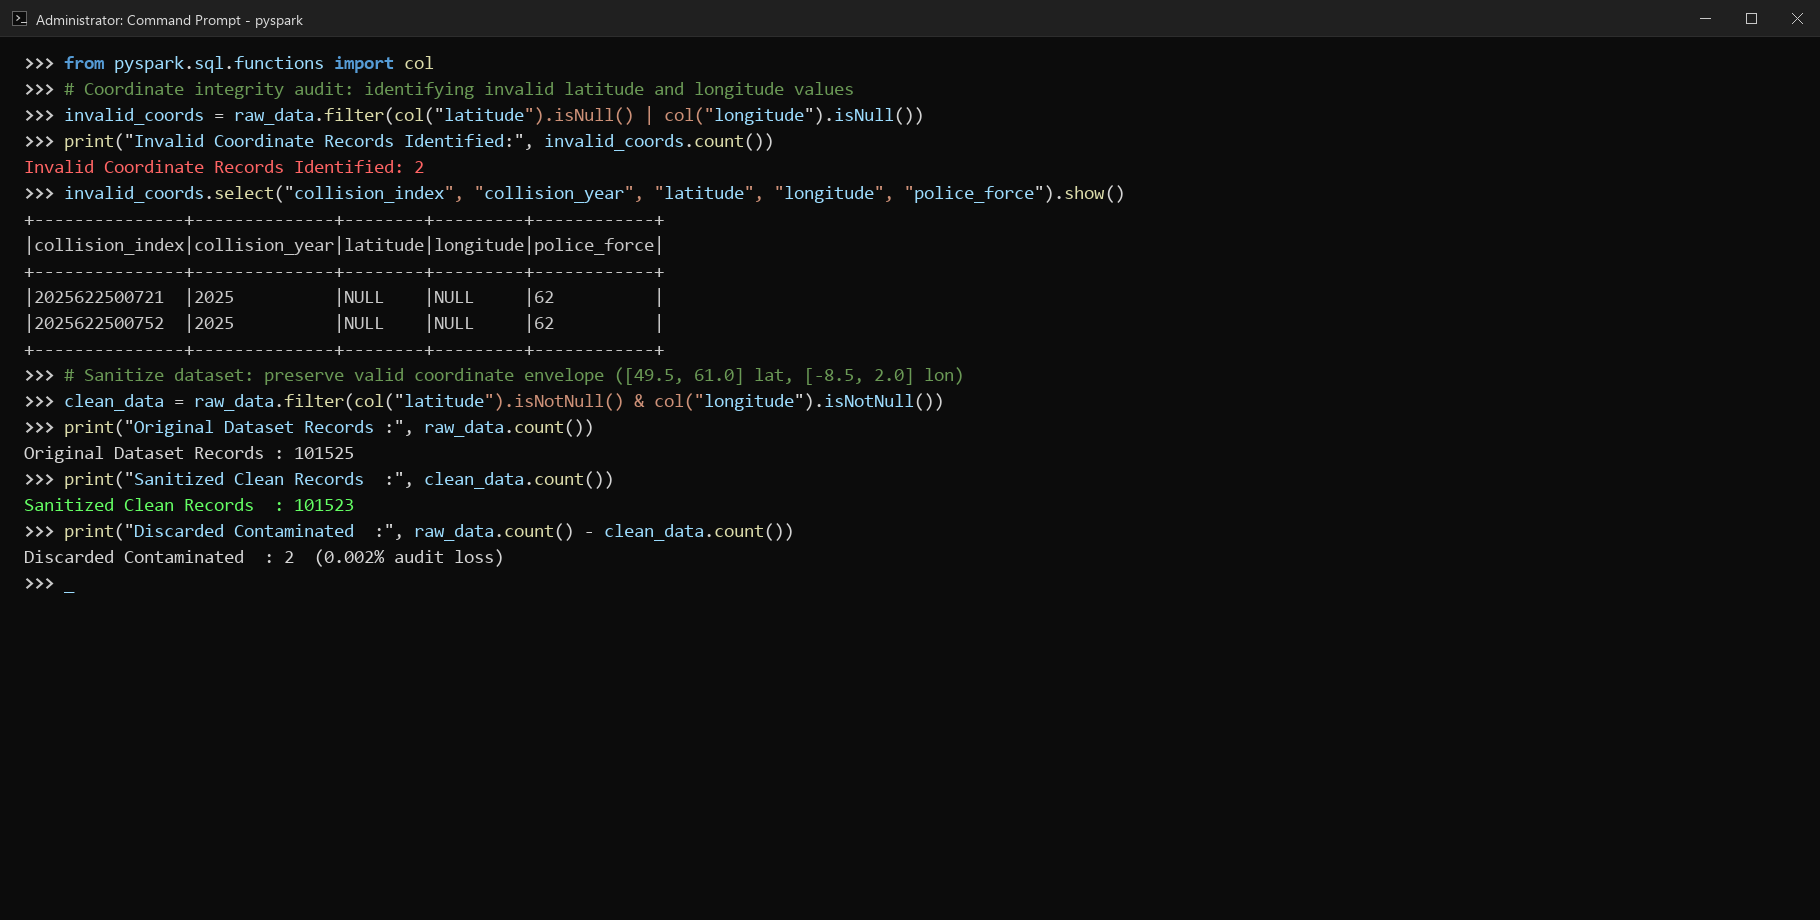 Administrator: Command Prompt - pyspark
>>> from pyspark.sql.functions import col
>>> # Coordinate integrity audit: identifying invalid latitude and longitude values
>>> invalid_coords = raw_data.filter(col("latitude").isNull() | col("longitude").isNull())
>>> print("Invalid Coordinate Records Identified:", invalid_coords.count())
Invalid Coordinate Records Identified: 2
>>> invalid_coords.select("collision_index", "collision_year", "latitude", "longitude", "police_force").show()
+---------------+--------------+--------+---------+------------+
|collision_index|collision_year|latitude|longitude|police_force|
+---------------+--------------+--------+---------+------------+
|2025622500721  |2025          |NULL    |NULL     |62          |
|2025622500752  |2025          |NULL    |NULL     |62          |
+---------------+--------------+--------+---------+------------+
>>> # Sanitize dataset: preserve valid coordinate envelope ([49.5, 61.0] lat, [-8.5, 2.0] lon)
>>> clean_data = raw_data.filter(col("latitude").isNotNull() & col("longitude").isNotNull())
>>> print("Original Dataset Records :", raw_data.count())
Original Dataset Records : 101525
>>> print("Sanitized Clean Records  :", clean_data.count())
Sanitized Clean Records  : 101523
>>> print("Discarded Contaminated  :", raw_data.count() - clean_data.count())
Discarded Contaminated  : 2  (0.002% audit loss)
>>> _